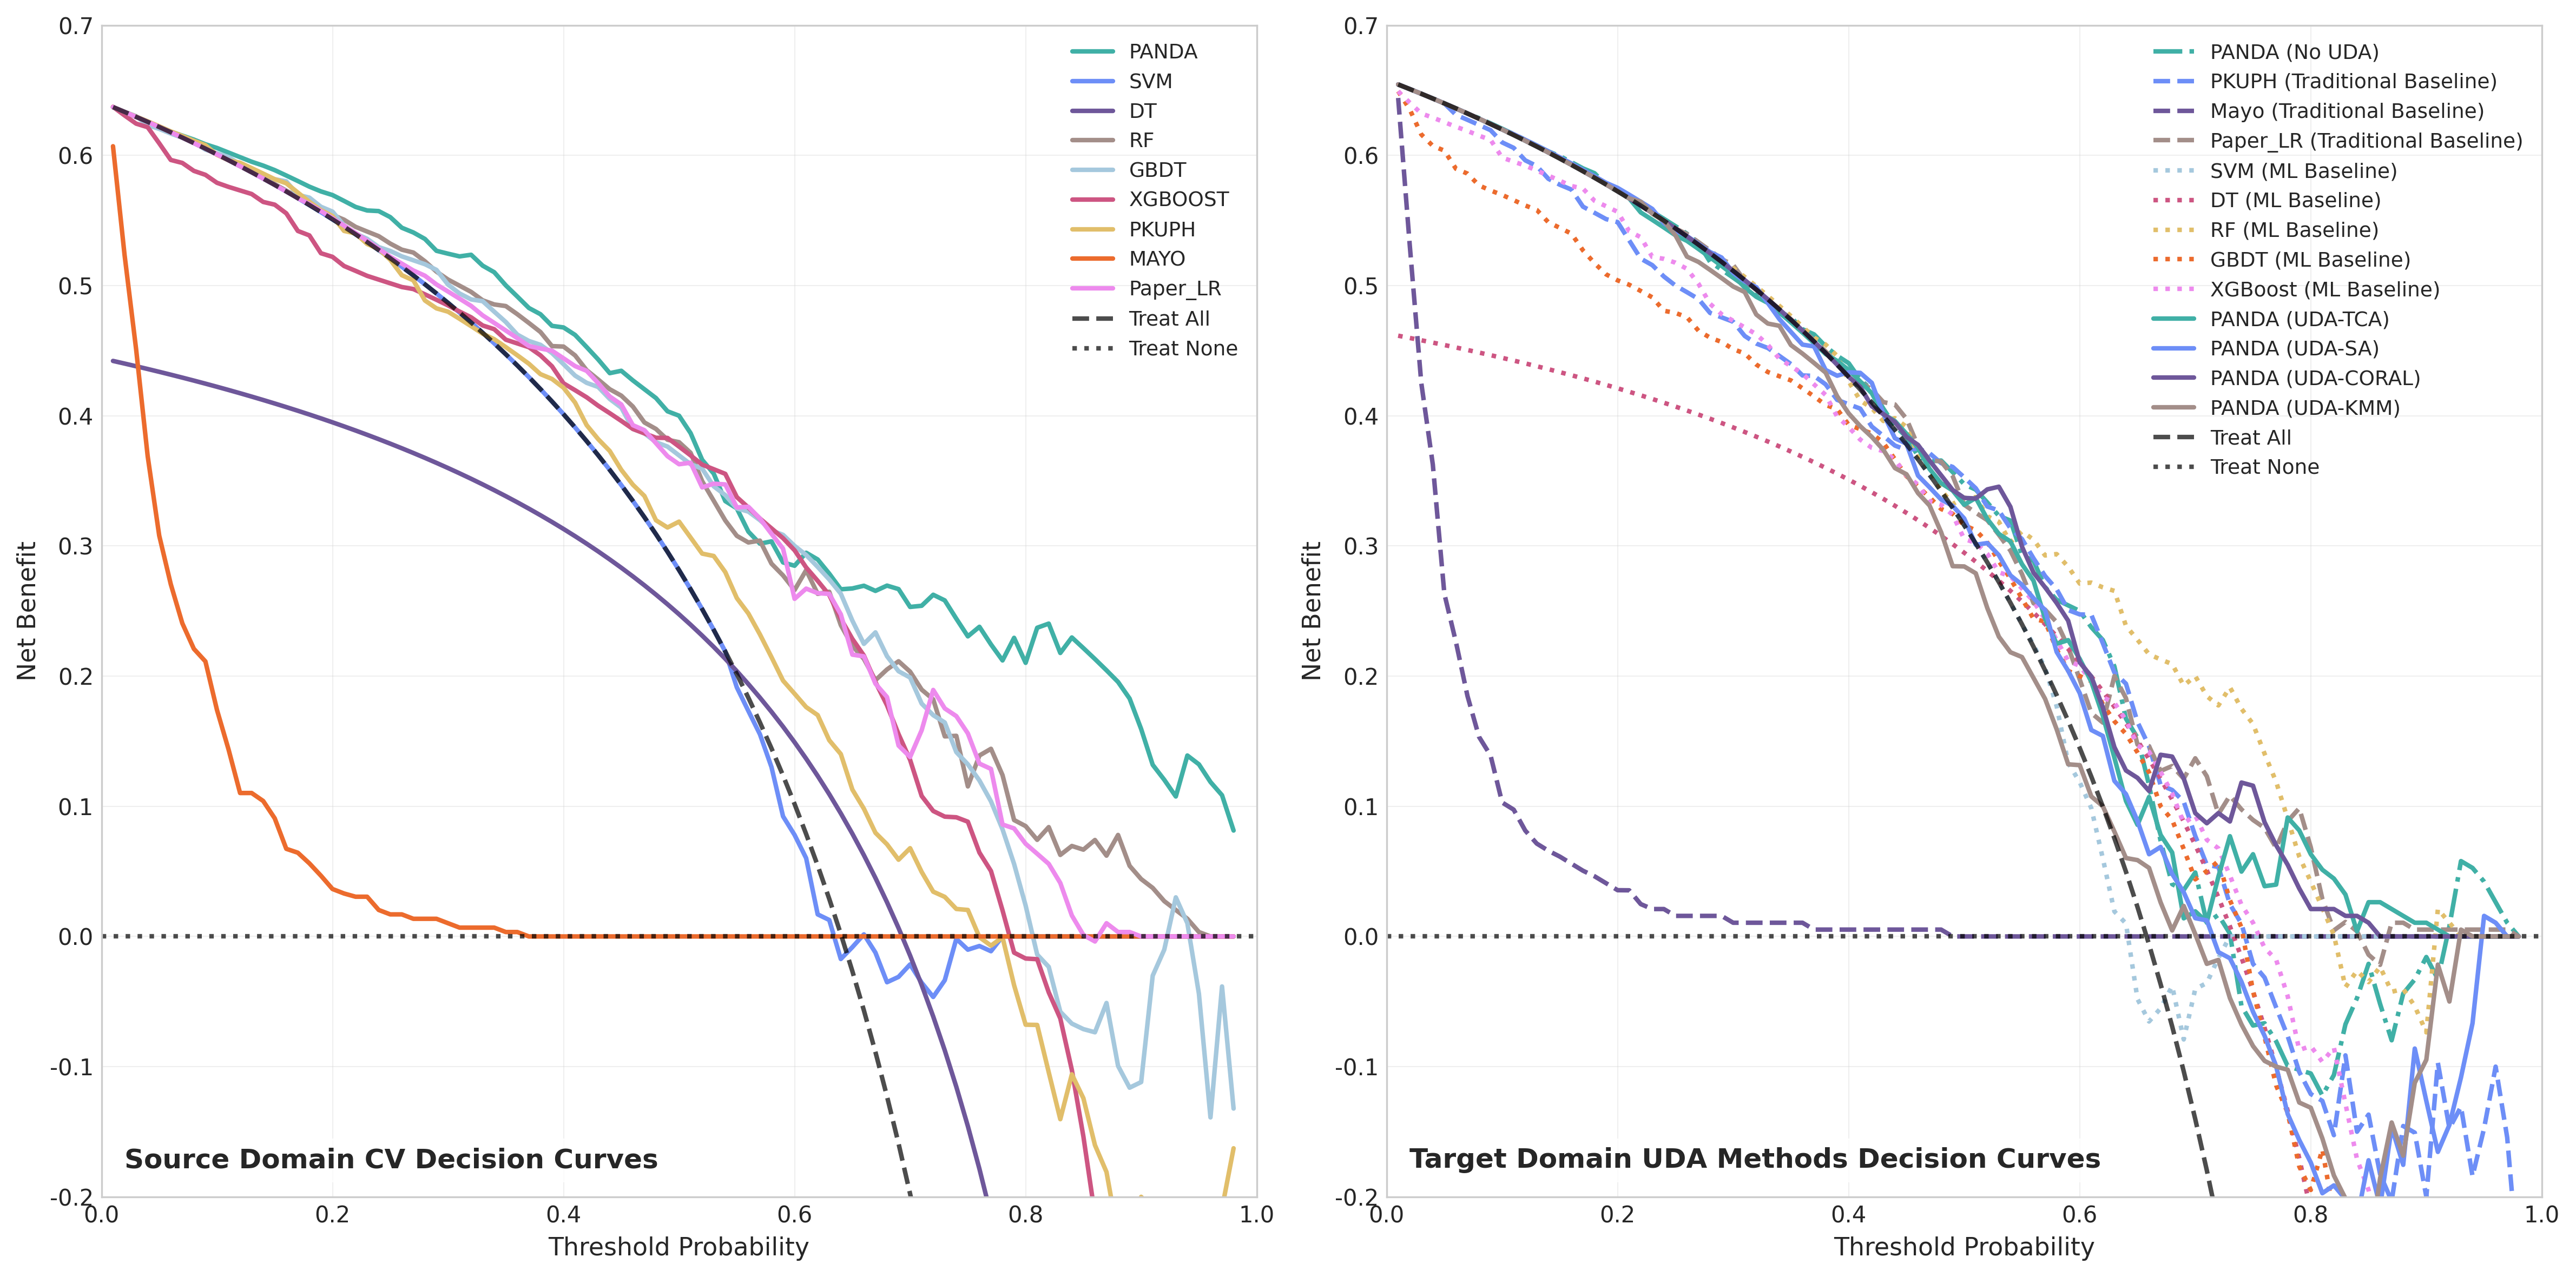 0.7
0.6
0.5
0.4
0.3
0.2
0.1
0.0
-0.1
-0.2
Net Benefit
PANDA
SVM
DT
RF
GBDT
XGBOOST
PKUPH
MAYO
Paper_LR
Treat All
Treat None
Source Domain CV Decision Curves
0.0 0.2 0.4 0.6 0.8 1.0
Threshold Probability
0.7
0.6
0.5
0.4
0.3
0.2
0.1
0.0
-0.1
-0.2
Net Benefit
PANDA (No UDA)
PKUPH (Traditional Baseline)
Mayo (Traditional Baseline)
Paper_LR (Traditional Baseline)
SVM (ML Baseline)
DT (ML Baseline)
RF (ML Baseline)
GBDT (ML Baseline)
XGBoost (ML Baseline)
PANDA (UDA-TCA)
PANDA (UDA-SA)
PANDA (UDA-CORAL)
PANDA (UDA-KMM)
Treat All
Treat None
Target Domain UDA Methods Decision Curves
0.0 0.2 0.4 0.6 0.8 1.0
Threshold Probability